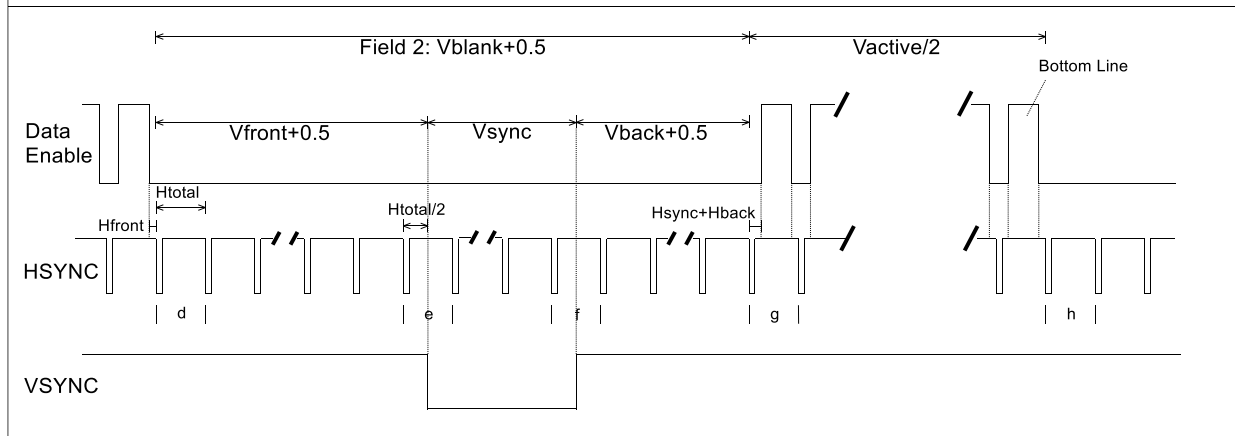 Field 2: Vblank+0.5
Vactive/2
Bottom Line
Data
Enable
Vfront+0.5
Vsync
Vback+0.5
Htotal
Hfront
Htotal/2
Hsync+Hback
HSYNC
d
e
f
g
h
VSYNC